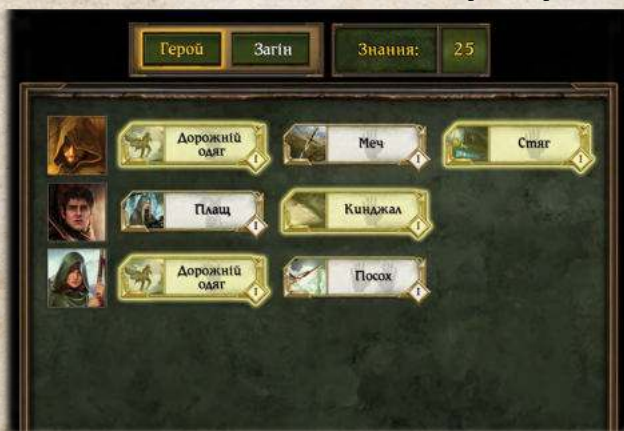 Герой Загін Знання: 25
Дорожній
одяг
I
Меч
I
Стяг
I
Плащ
I
Кинджал
I
Дорожній
одяг
I
Посох
I